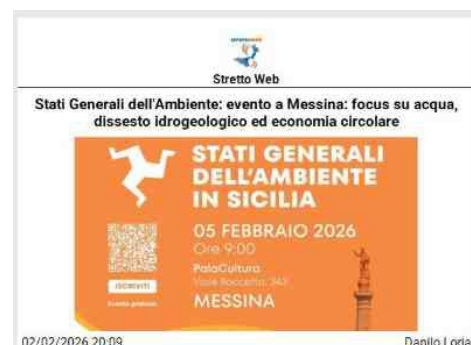 Stretto Web
Stati Generali dell'Ambiente: evento a Messina: focus su acqua,
dissesto idrogeologico ed economia circolare
STATI GENERALI
DELL'AMBIENTE
IN SICILIA
05 FEBBRAIO 2026
Ore 9:00
PalaCultura
Viale Boccetta, 343
MESSINA
ISCRIVITI
Evento gratuito
02/02/2026 20:09
Danilo Loria